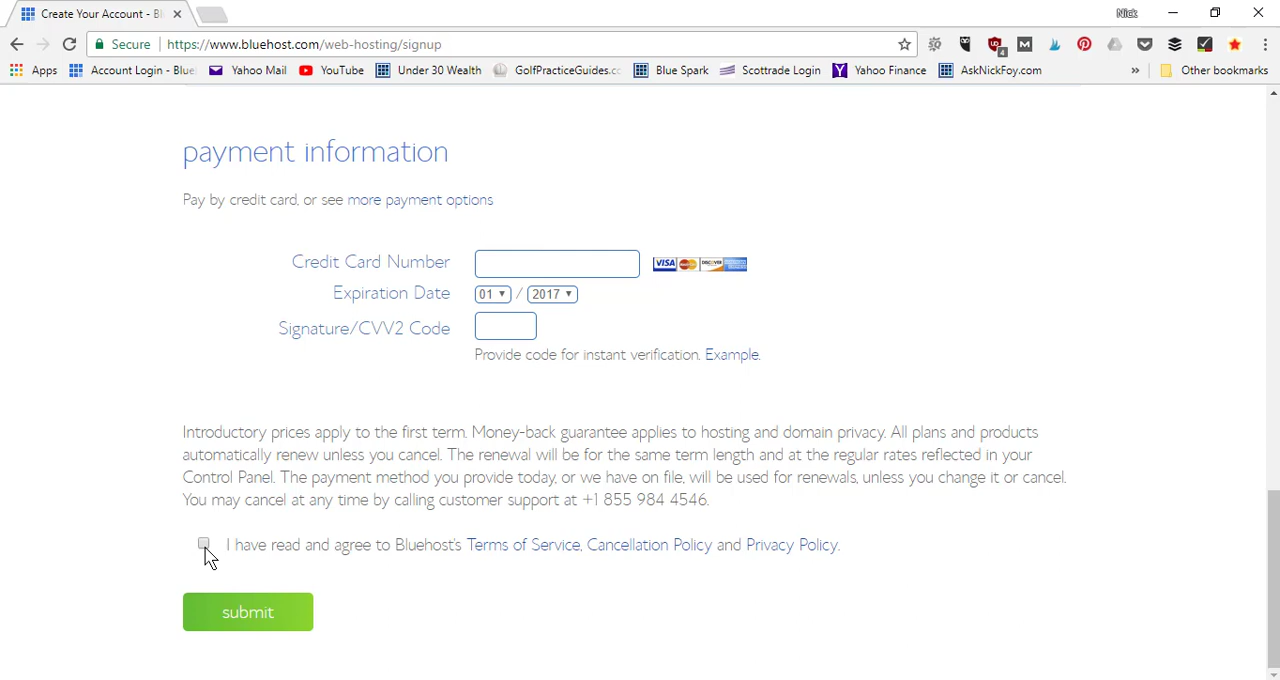 Create Your Account - Bl
Nick
Secure | https://www.bluehost.com/web-hosting/signup
Apps Account Login - Blue Yahoo Mail YouTube Under 30 Wealth GolfPracticeGuides.cc Blue Spark Scottrade Login Yahoo Finance AskNickFoy.com » Other bookmarks
payment information
Pay by credit card, or see more payment options
Credit Card Number VISA DISCOVER
Expiration Date 01 / 2017
Signature/CVV2 Code
Provide code for instant verification. Example.
Introductory prices apply to the first term. Money-back guarantee applies to hosting and domain privacy. All plans and products
automatically renew unless you cancel. The renewal will be for the same term length and at the regular rates reflected in your
Control Panel. The payment method you provide today, or we have on file, will be used for renewals, unless you change it or cancel.
You may cancel at any time by calling customer support at +1 855 984 4546.
I have read and agree to Bluehost's Terms of Service, Cancellation Policy and Privacy Policy.
submit